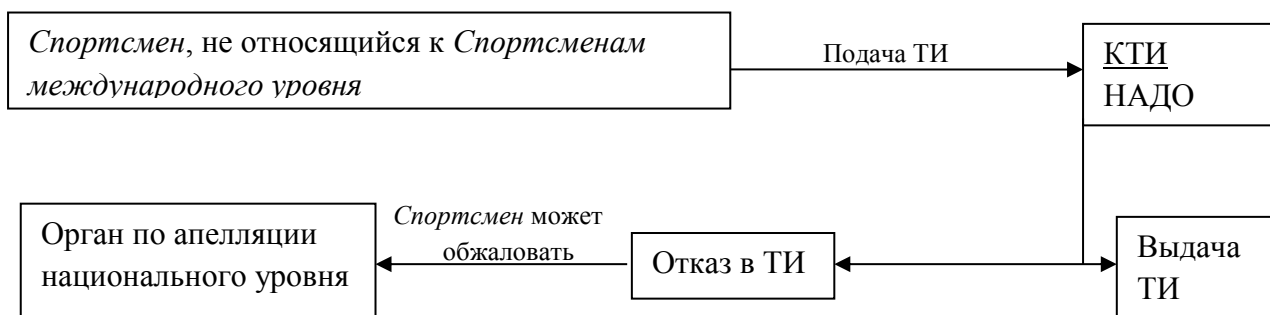 Спортсмен, не относящийся к Спортсменам
международного уровня
Подача ТИ
КТИ
НАДО
Орган по апелляции
национального уровня
Спортсмен может
обжаловать
Отказ в ТИ
Выдача
ТИ